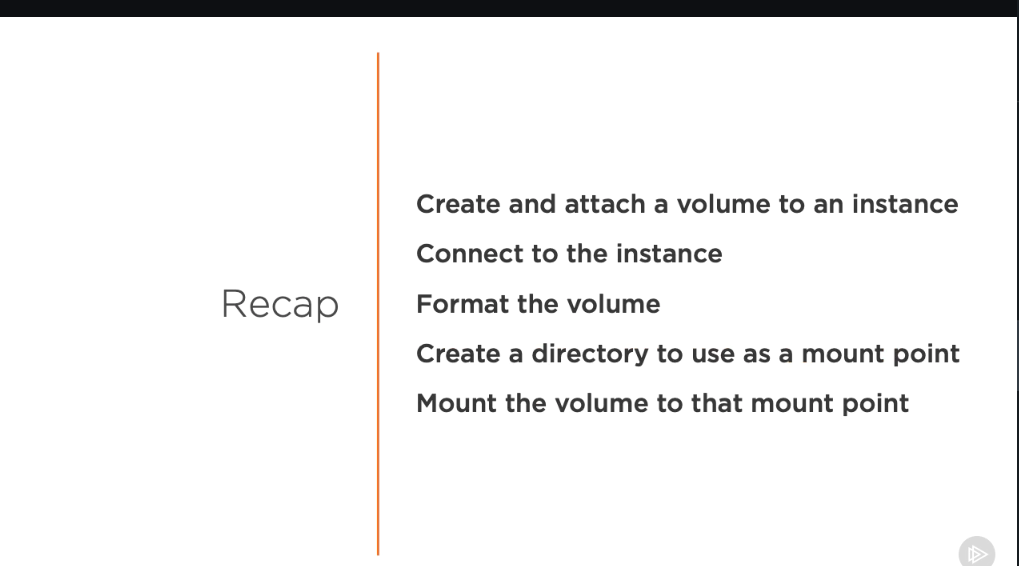 Recap
Create and attach a volume to an instance
Connect to the instance
Format the volume
Create a directory to use as a mount point
Mount the volume to that mount point